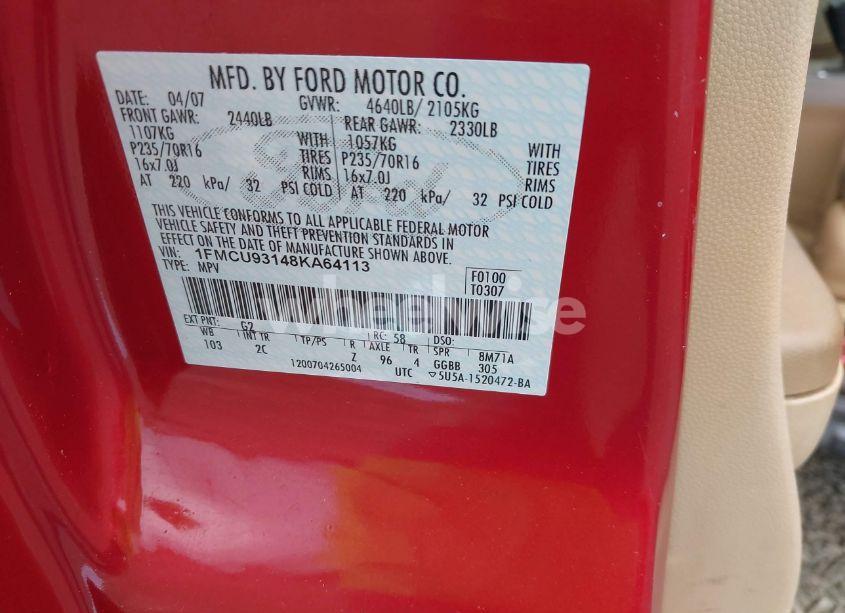 MFD. BY FORD MOTOR CO.
DATE: 04/07 GVWR: 4640LB/ 2105KG
FRONT GAWR: 2440LB REAR GAWR: 2330LB
1107KG WITH 1057KG WITH
P235/70R16 TIRES P235/70R16 TIRES
16x7.0J RIMS 16x7.0J RIMS
AT 220 kPa/ 32 PSI COLD AT 220 kPa/ 32 PSI COLD
THIS VEHICLE CONFORMS TO ALL APPLICABLE FEDERAL MOTOR
VEHICLE SAFETY AND THEFT PREVENTION STANDARDS IN
EFFECT ON THE DATE OF MANUFACTURE SHOWN ABOVE.
VIN: 1FMCU93148KA64113 F0100
TYPE: MPV T0307
wheelwise
EXT PNT: G2 RC: 58 DSO:
WB INT TR TP/PS R AXLE TR SPR 8M71A
103 2C Z 96 4 GGBB 305
1200704265004 UTC ▽5U5A-1520472-BA
Ford